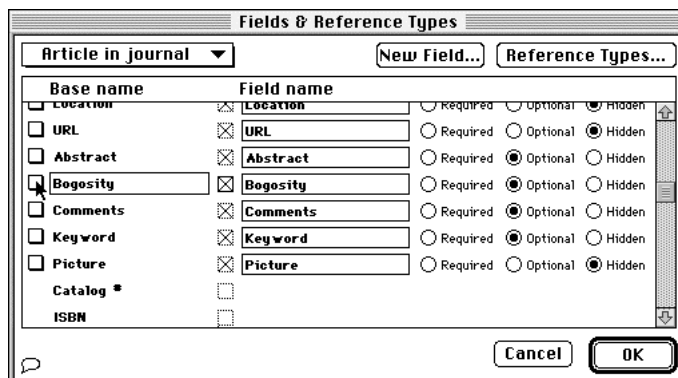 Fields & Reference Types
Article in journal New Field... Reference Types...
Base name Field name
Location Location Required Optional Hidden
URL URL Required Optional Hidden
Abstract Abstract Required Optional Hidden
Bogosity Bogosity Required Optional Hidden
Comments Comments Required Optional Hidden
Keyword Keyword Required Optional Hidden
Picture Picture Required Optional Hidden
Catalog #
ISBN
Cancel OK